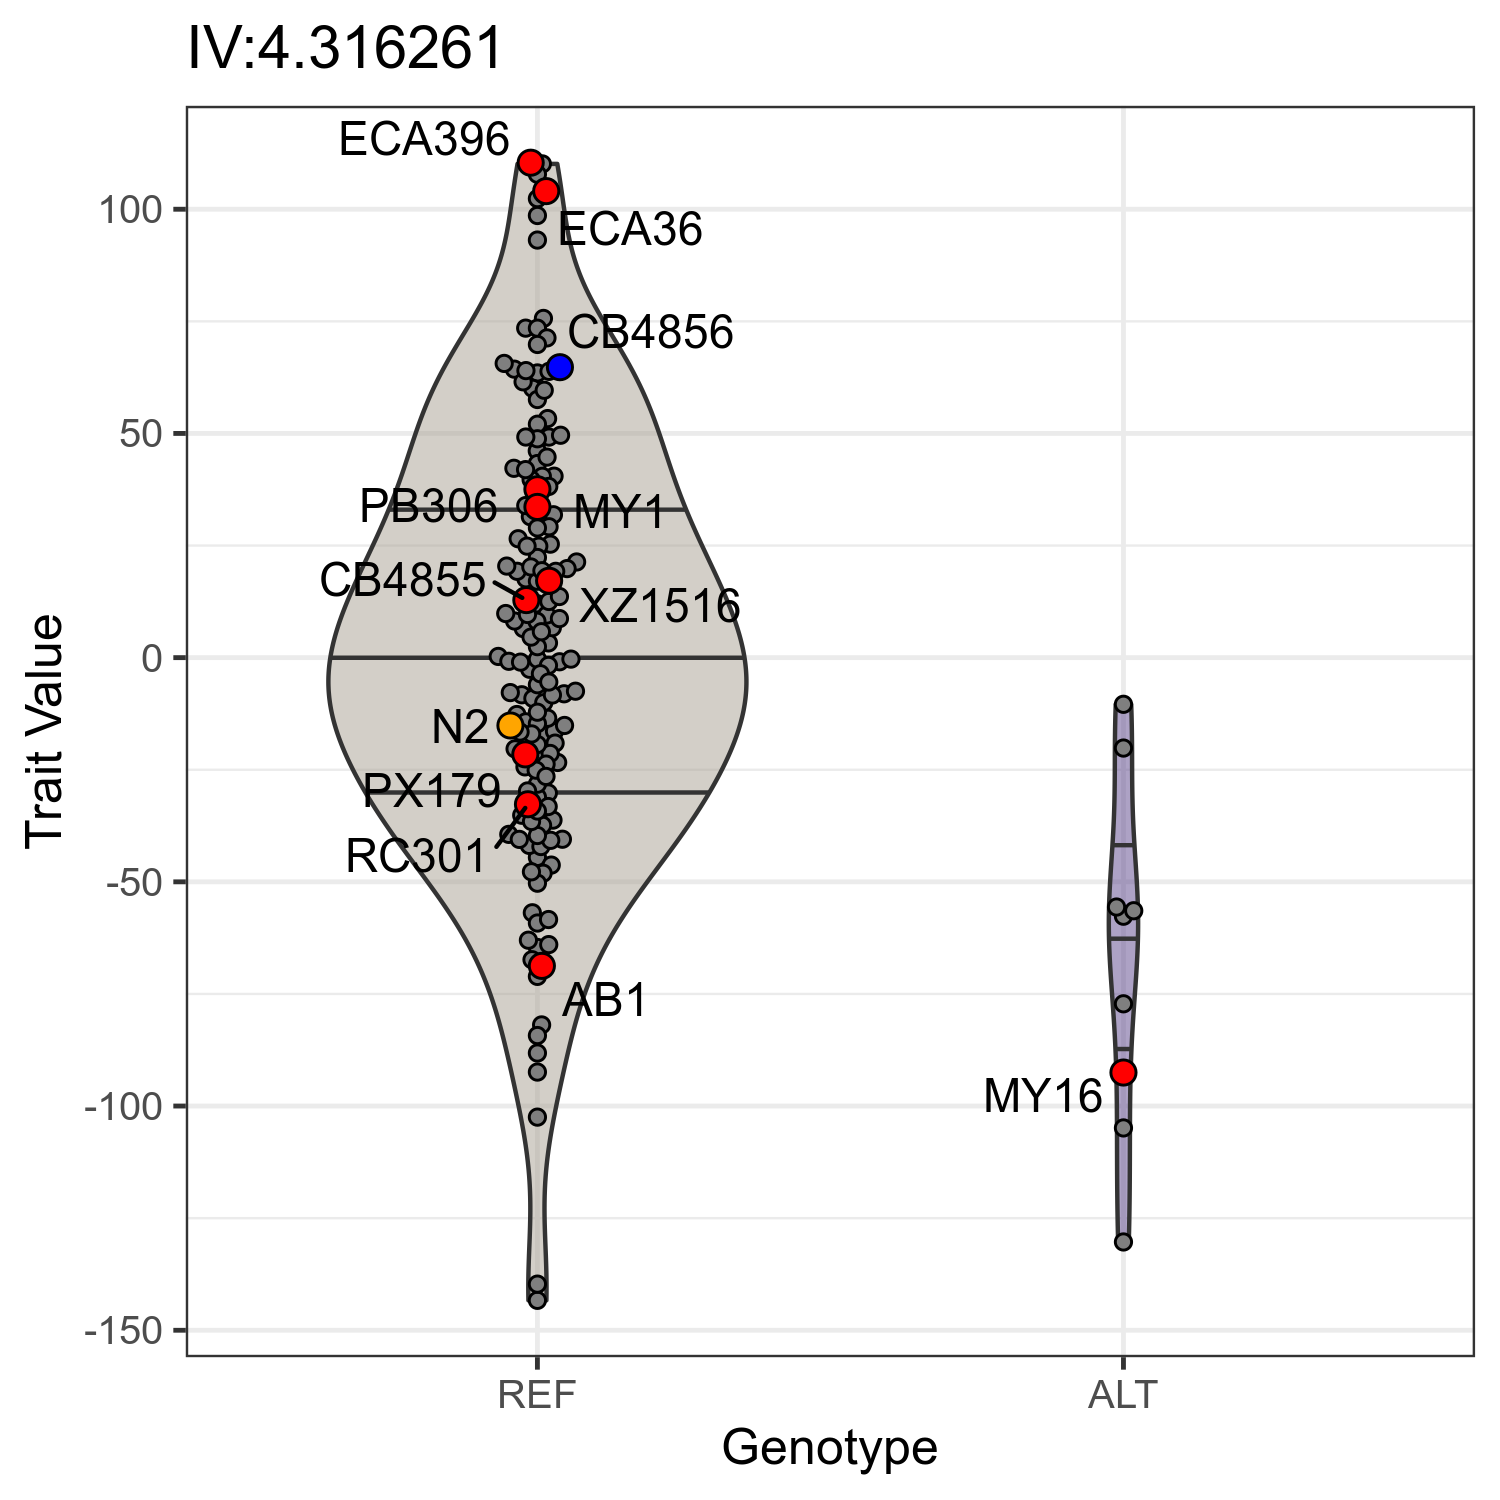 IV:4.316261
ECA396
100
ECA36
CB4856
50
PB306
MY1
CB4855
XZ1516
0
Trait Value
N2
PX179
RC301
-50
AB1
MY16
-100
-150
REF
ALT
Genotype